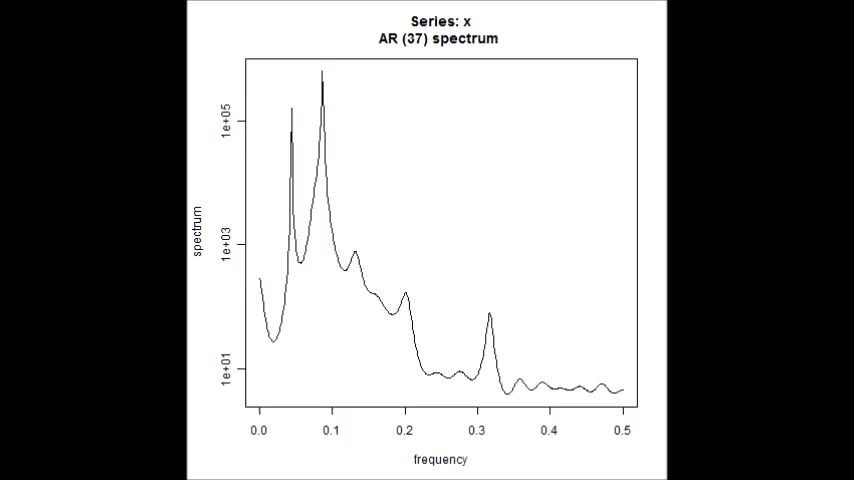 Series: x
AR (37) spectrum
1e+05
1e+03
1e+01
spectrum
0.0 0.1 0.2 0.3 0.4 0.5
frequency